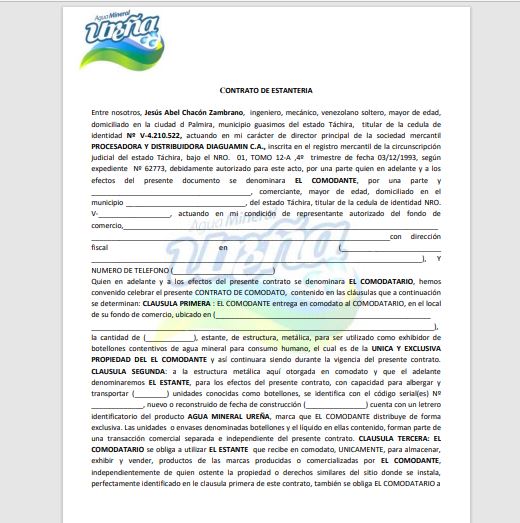 Agua Mineral
Ureña
CONTRATO DE ESTANTERIA
Entre nosotros, Jesús Abel Chacón Zambrano, ingeniero, mecánico, venezolano soltero, mayor de edad,
domiciliado en la ciudad d Palmira, municipio guasimos del estado Táchira, titular de la cedula de
identidad Nº V-4.210.522, actuando en mi carácter de director principal de la sociedad mercantil
PROCESADORA Y DISTRIBUIDORA DIAGUAMIN C.A., inscrita en el registro mercantil de la circunscripción
judicial del estado Táchira, bajo el NRO. 01, TOMO 12-A ,4º trimestre de fecha 03/12/1993, según
expediente Nº 62773, debidamente autorizado para este acto, por una parte quien en adelante y a los
efectos del presente documento se denominara EL COMODANTE, por una parte y
________________________________________, comerciante, mayor de edad, domiciliado en el
municipio ______________________________, del estado Táchira, titular de la cedula de identidad NRO.
V-__________________, actuando en mi condición de representante autorizado del fondo de
comercio,________________________________________________________________________________
___________________________________________________________________________con dirección
fiscal en (________________________
___________________________________________________________________________________), Y
NUMERO DE TELEFONO (_________________________)
Quien en adelante y a los efectos del presente contrato se denominara EL COMODATARIO, hemos
convenido celebrar el presente CONTRATO DE COMODATO, contenido en las cláusulas que a continuación
se determinan: CLAUSULA PRIMERA : EL COMODANTE entrega en comodato al COMODATARIO, en el local
de su fondo de comercio, ubicado en (______________________________________________________
______________________________________________________________________________________),
la cantidad de (____________), estante, de estructura, metálica, para ser utilizado como exhibidor de
botellones contentivos de agua mineral para consumo humano, el cual es de la UNICA Y EXCLUSIVA
PROPIEDAD DEL EL COMODANTE y así continuara siendo durante la vigencia del presente contrato.
CLAUSULA SEGUNDA: a la estructura metálica aquí otorgada en comodato y que el adelante
denominaremos EL ESTANTE, para los efectos del presente contrato, con capacidad para albergar y
transportar (________) unidades conocidas como botellones, se identifica con el código serial(es) Nº
_____________, nuevo o reconstruido de fecha de construcción (_______________) cuenta con un letrero
identificatorio del producto AGUA MINERAL UREÑA, marca que EL COMODANTE distribuye de forma
exclusiva. Las unidades o envases denominadas botellones y el líquido en ellas contenido, forman parte de
una transacción comercial separada e independiente del presente contrato. CLAUSULA TERCERA: EL
COMODATARIO se obliga a utilizar EL ESTANTE que recibe en comodato, UNICAMENTE, para almacenar,
exhibir y vender, productos de las marcas producidas o comercializadas por EL COMODANTE,
independientemente de quien ostente la propiedad o derechos similares del sitio donde se instala,
perfectamente identificado en le clausula primera de este contrato, también se obliga EL COMODATARIO a
Agua Mineral
Ureña